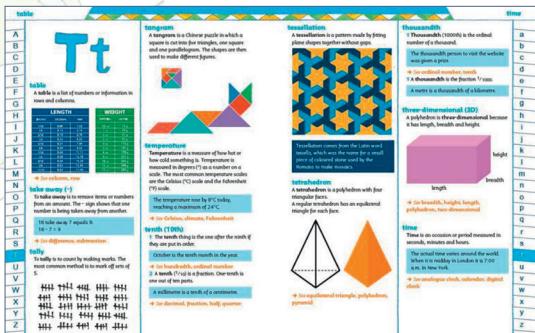 table
time
A
B
C
D
E
F
G
H
I
J
K
L
M
N
O
P
Q
R
S
U
V
W
X
Y
Z
Tt
table
A table is a list of numbers or information in
rows and columns.
LENGTH
WEIGHT
→ See column, row
take away (-)
To take away is to remove items or numbers
from an amount. The - sign shows that one
number is being taken away from another.
16 take away 7 equals 9.
16 - 7 = 9
→ See difference, subtraction
tally
To tally is to count by making marks. The
most common method is to mark off sets of
5.
tangram
A tangram is a Chinese puzzle in which a
square is cut into five triangles, one square
and one parallelogram. The shapes are then
used to make different figures.
temperature
Temperature is a measure of how hot or
how cold something is. Temperature is
measured in degrees (°) as a number on a
scale. The most common temperature scales
are the Celsius (°C) scale and the Fahrenheit
(°F) scale.
The temperature rose by 8°C today,
reaching a maximum of 24°C.
→ See Celsius, climate, Fahrenheit
tenth (10th)
1 The tenth thing is the one after the ninth if
they are put in order.
October is the tenth month in the year.
→ See hundredth, ordinal number
2 A tenth (1/10) is a fraction. One tenth is
one out of ten parts.
A millimetre is a tenth of a centimetre.
→ See decimal, fraction, half, quarter
tessellation
A tessellation is a pattern made by fitting
plane shapes together without gaps.
Tessellation comes from the Latin word
tessella, which was the name for a small
piece of coloured stone used by the
Romans to make mosaics.
tetrahedron
A tetrahedron is a polyhedron with four
triangular faces.
A regular tetrahedron has an equilateral
triangle for each face.
→ See equilateral triangle, polyhedron,
pyramid
thousandth
1 Thousandth (1000th) is the ordinal
number of a thousand.
The thousandth person to visit the website
was given a prize.
→ See ordinal number, tenth
2 A thousandth is the fraction 1/1000.
A metre is a thousandth of a kilometre.
three-dimensional (3D)
A polyhedron is three-dimensional because
it has length, breadth and height.
height
breadth
length
→ See breadth, height, length,
polyhedron, two-dimensional
time
Time is an occasion or period measured in
seconds, minutes and hours.
The actual time varies around the world.
When it is midday in London it is 7:00
a.m. in New York.
→ See analogue clock, calendar, digital
clock
a
b
c
d
e
f
g
h
i
j
k
l
m
n
o
p
q
r
s
u
v
w
x
y
z